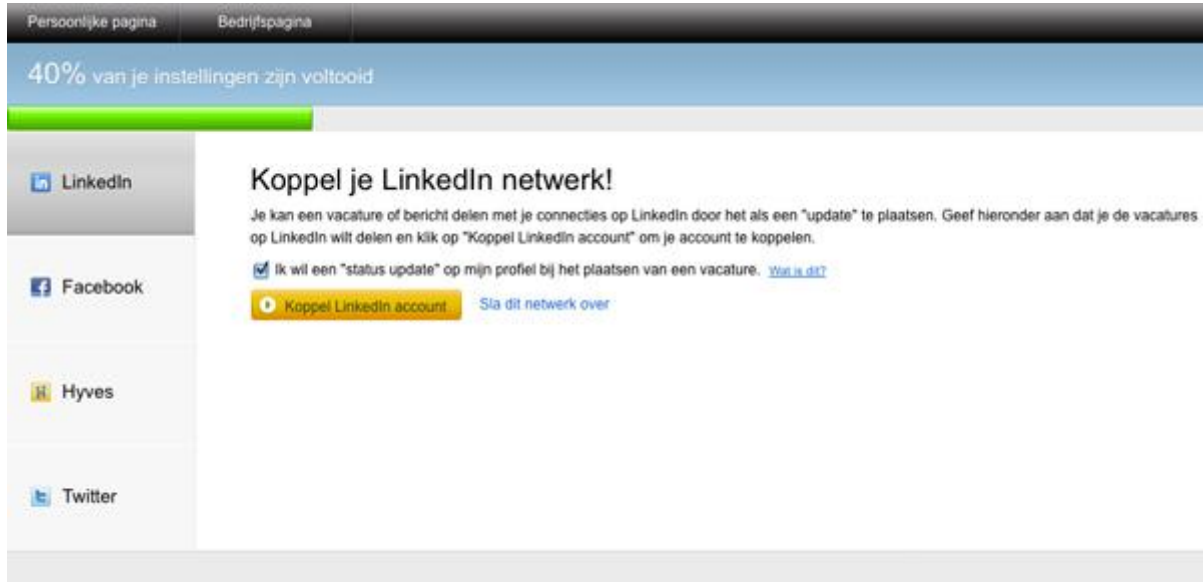 Persoonlijke pagina
Bedrijfspagina
40% van je instellingen zijn voltooid
LinkedIn
Facebook
Hyves
Twitter
Koppel je LinkedIn netwerk!
Je kan een vacature of bericht delen met je connecties op LinkedIn door het als een "update" te plaatsen. Geef hieronder aan dat je de vacatures
op LinkedIn wilt delen en klik op "Koppel LinkedIn account" om je account te koppelen.
Ik wil een "status update" op mijn profiel bij het plaatsen van een vacature. Wat is dit?
Koppel LinkedIn account Sla dit netwerk over